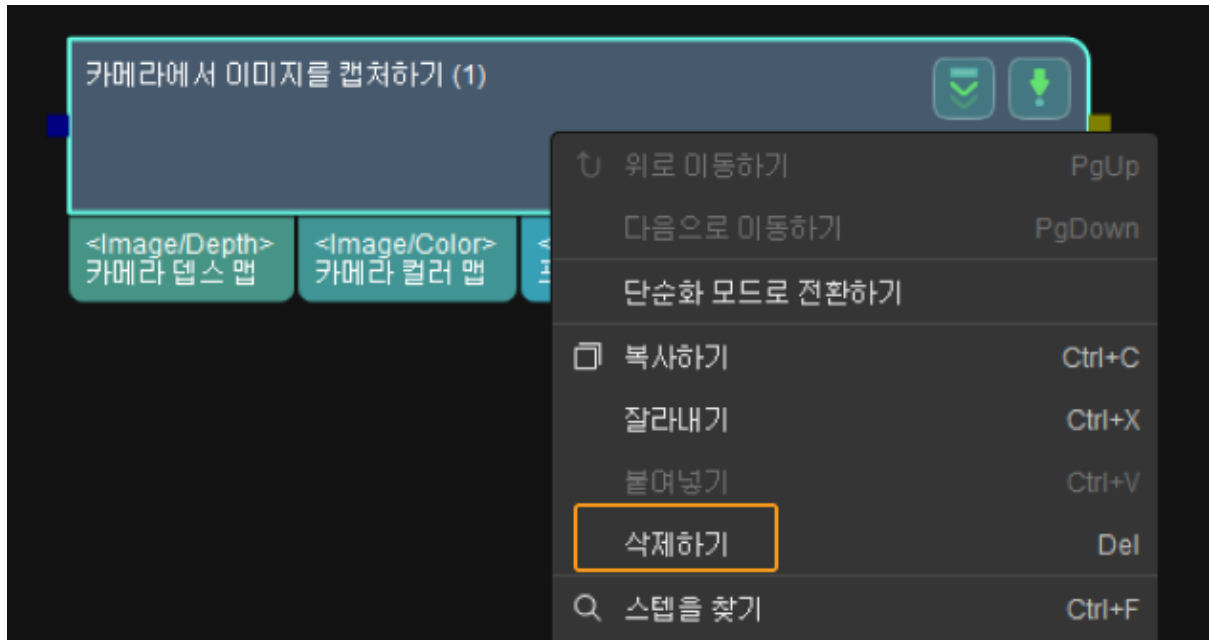 카메라에서 이미지를 캡처하기 (1)
<Image/Depth>
카메라 뎁스 맵
<Image/Color>
카메라 컬러 맵
위로 이동하기 PgUp
다음으로 이동하기 PgDown
단순화 모드로 전환하기
복사하기 Ctrl+C
잘라내기 Ctrl+X
붙여넣기 Ctrl+V
삭제하기 Del
스텝을 찾기 Ctrl+F